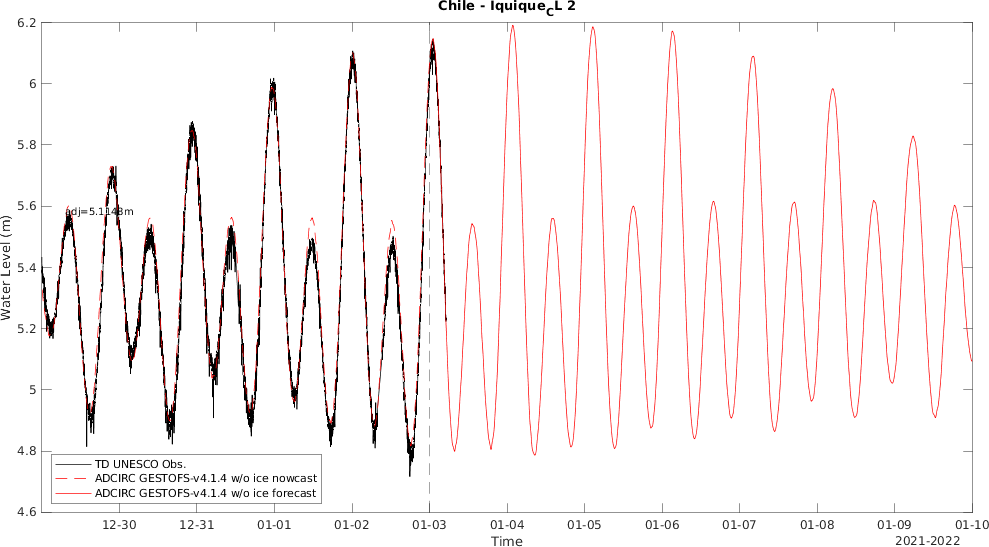 Chile - Iquique_CL 2
6.2
6
5.8
5.6
5.4
5.2
5
4.8
4.6
Water Level (m)
adj=5.1143m
TD UNESCO Obs.
ADCIRC GESTOFS-v4.1.4 w/o ice nowcast
ADCIRC GESTOFS-v4.1.4 w/o ice forecast
12-30 12-31 01-01 01-02 01-03 01-04 01-05 01-06 01-07 01-08 01-09 01-10
Time
2021-2022